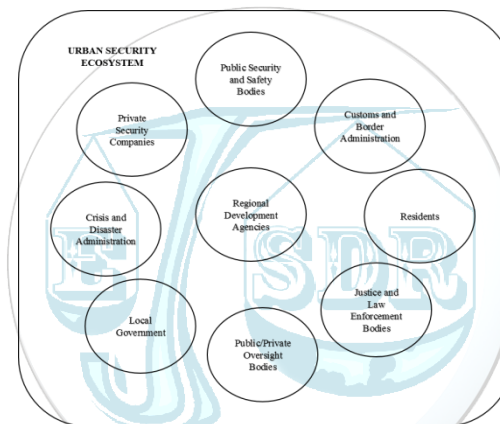 URBAN SECURITY
ECOSYSTEM
Public Security
and Safety
Bodies
Private
Security
Companies
Customs and
Border
Administration
Crisis and
Disaster
Administration
Regional
Development
Agencies
Residents
Local
Government
Justice and
Law
Enforcement
Bodies
Public/Private
Oversight
Bodies
E
SDR